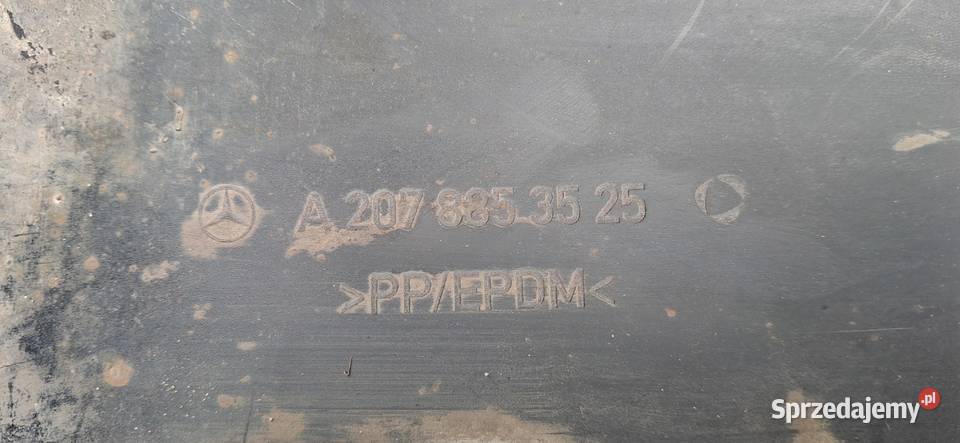 A 207 885 35 25
>PP/EPDM<
Sprzedajemy.pl